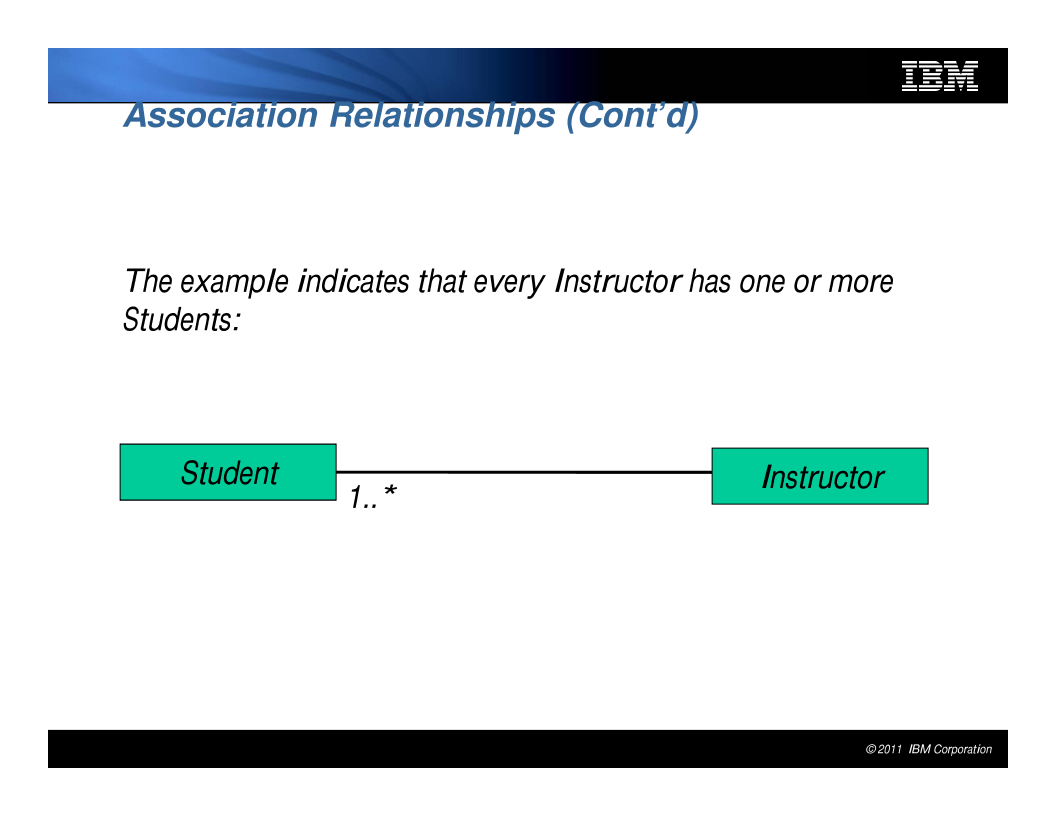 IBM
Association Relationships (Cont’d)
The example indicates that every Instructor has one or more
Students:
Student
Instructor
1..*
© 2011 IBM Corporation